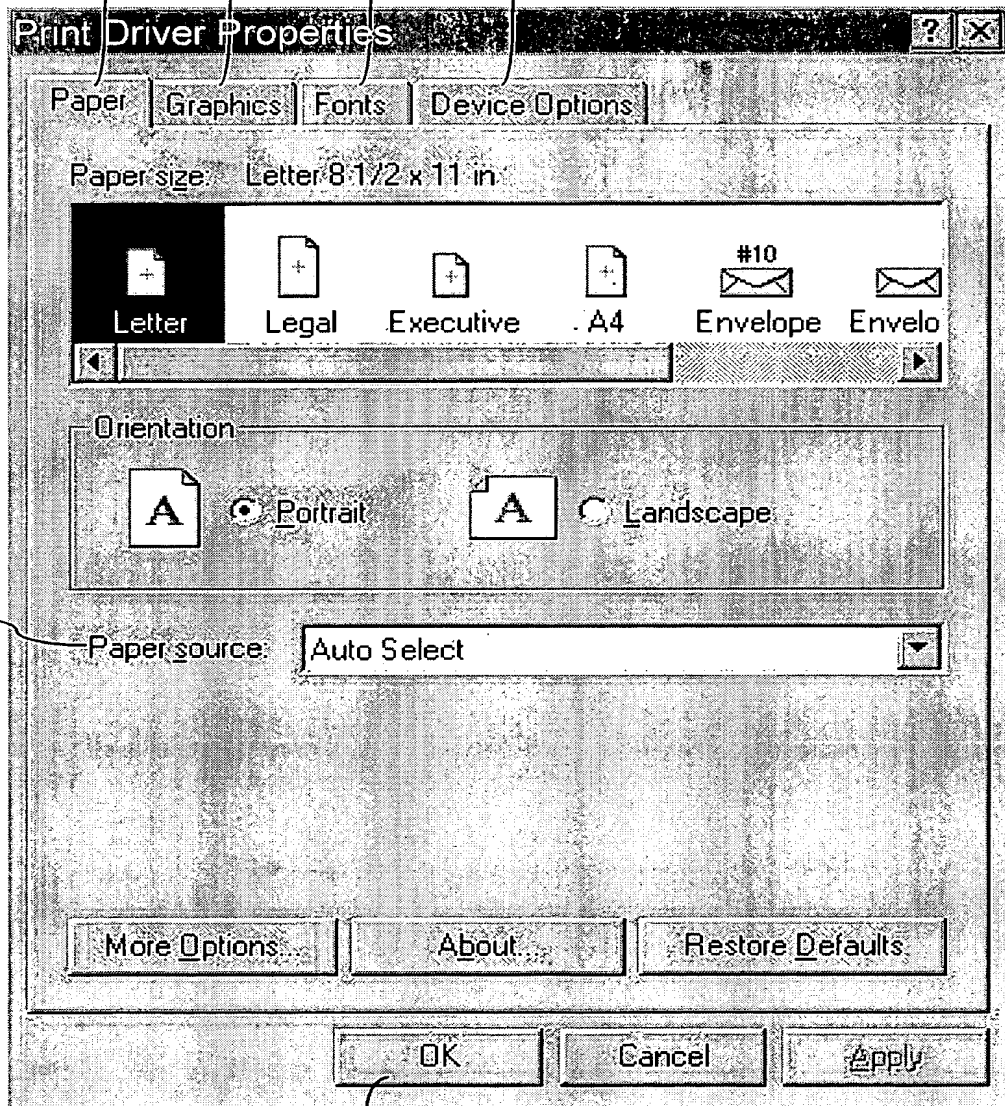 Print Driver Properties
Paper Graphics Fonts Device Options
Paper size: Letter 8 1/2 x 11 in
#10
Letter Legal Executive A4 Envelope Envelo
Orientation
A Portrait A Landscape
Paper source: Auto Select
More Options... About... Restore Defaults
OK Cancel Apply